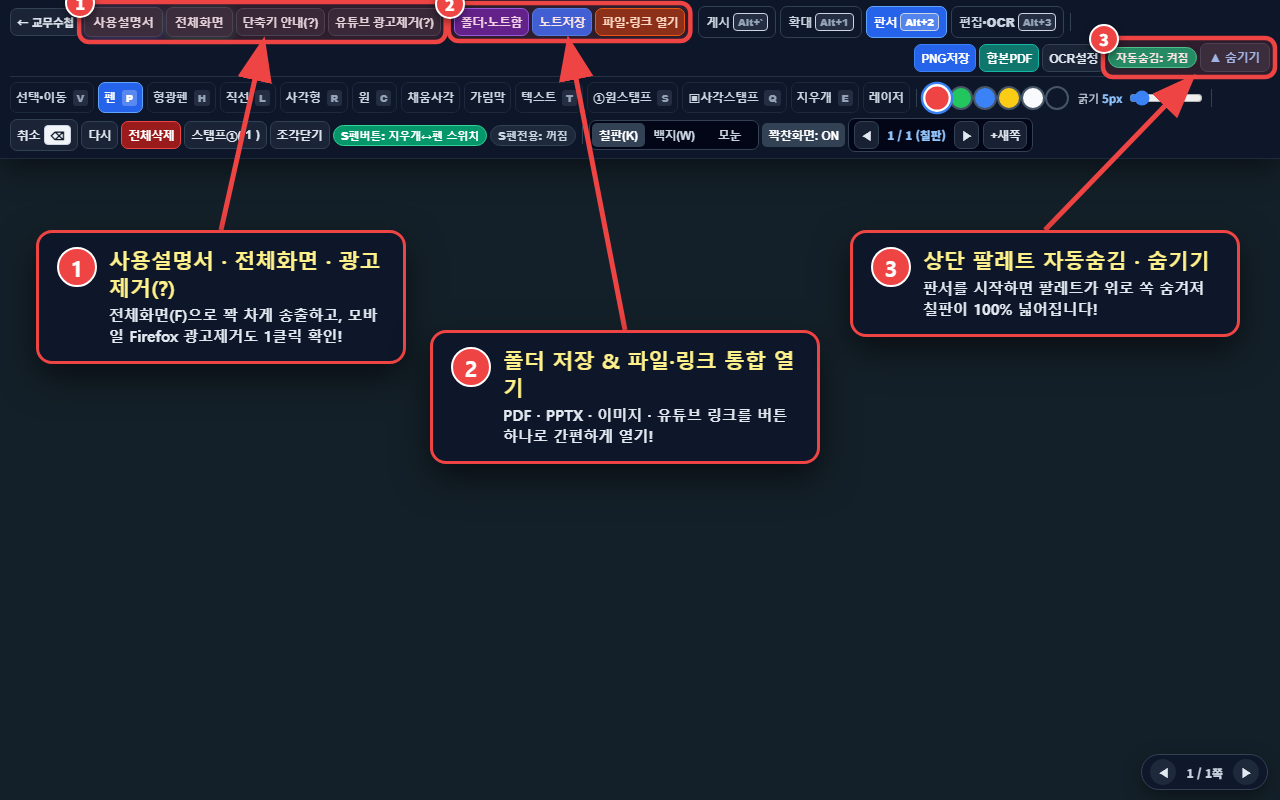 1 2 3
← 교무수첩 사용설명서 전체화면 단축키 안내(?) 유튜브 광고제거(?) 폴더·노트함 노트저장 파일·링크 열기 게시 Alt+` 확대 Alt+1 판서 Alt+2 편집·OCR Alt+3
PNG저장 합본PDF OCR설정 자동숨김: 켜짐 ▲ 숨기기
선택·이동 V 펜 P 형광펜 H 직선 L 사각형 R 원 C 채움사각 가림막 텍스트 T ①원스탬프 S ▣사각스탬프 Q 지우개 E 레이저 굵기 5px
취소 ⌫ 다시 전체삭제 스탬프①( 1 ) 조각닫기 S펜버튼: 지우개↔펜 스위치 S펜전용: 꺼짐 칠판(K) 백지(W) 모눈 꽉찬화면: ON ◀ 1 / 1 (칠판) ▶ +새쪽
1 사용설명서 · 전체화면 · 광고
제거(?)
전체화면(F)으로 꽉 차게 송출하고, 모바
일 Firefox 광고제거도 1클릭 확인!
2 폴더 저장 & 파일·링크 통합 열
기
PDF · PPTX · 이미지 · 유튜브 링크를 버튼
하나로 간편하게 열기!
3 상단 팔레트 자동숨김 · 숨기기
판서를 시작하면 팔레트가 위로 쏙 숨겨져
칠판이 100% 넓어집니다!
◀ 1 / 1쪽 ▶